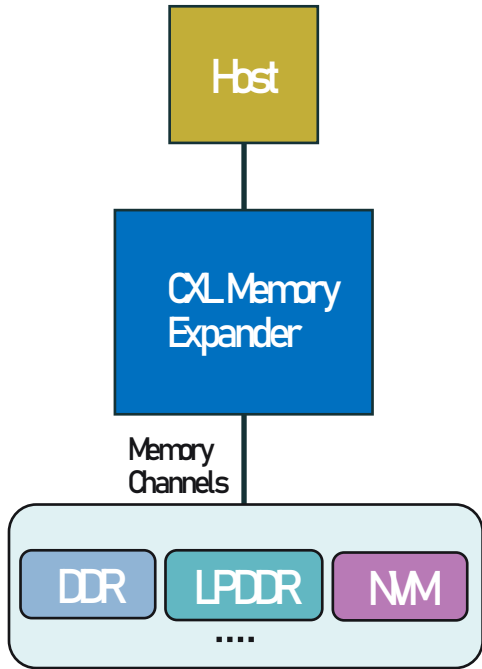 Host
CXL Memory
Expander
Memory
Channels
DDR
LPDDR
NVM
....